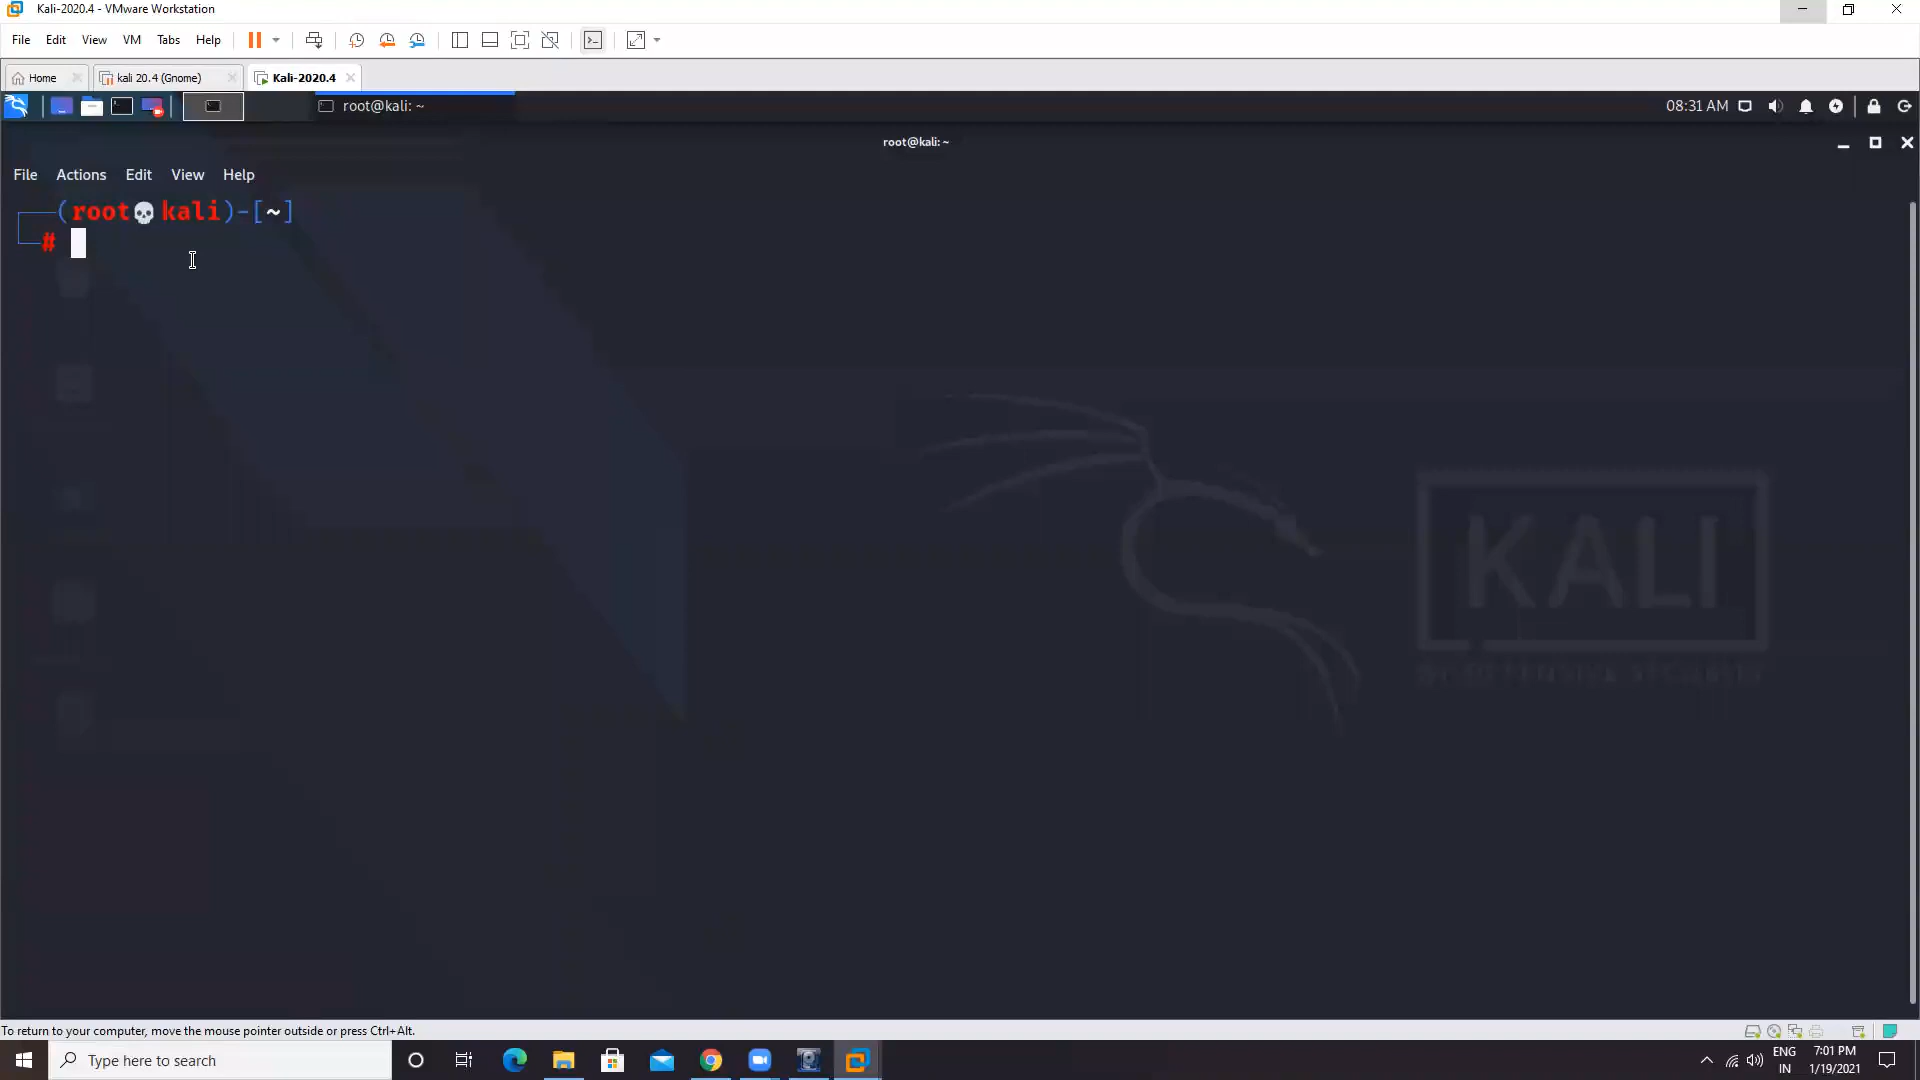 Kali-2020.4 - VMware Workstation
File Edit View VM Tabs Help
Home kali 20.4 (Gnome) Kali-2020.4
root@kali: ~ 08:31 AM
root@kali: ~
File Actions Edit View Help
(root💀kali)-[~]
#
KALI
BY OFFENSIVE SECURITY
To return to your computer, move the mouse pointer outside or press Ctrl+Alt.
Type here to search
ENG 7:01 PM
IN 1/19/2021